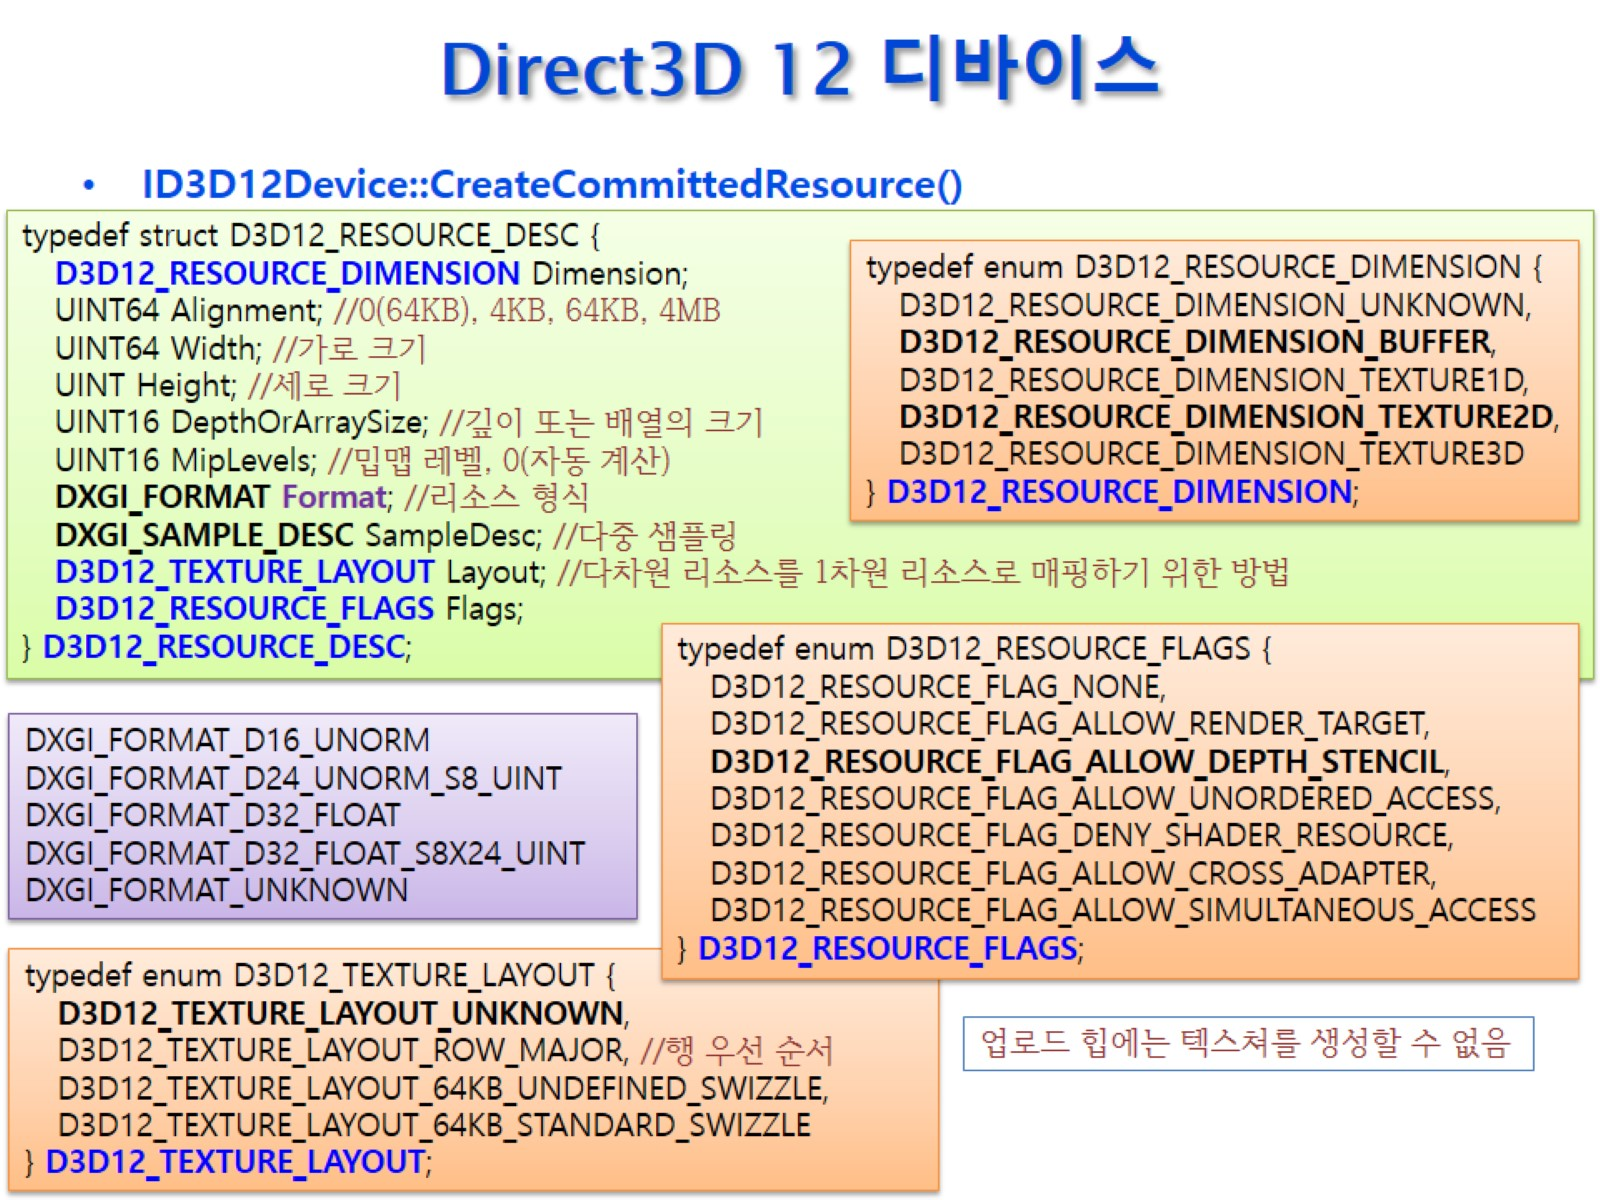 Direct3D 12 디바이스
• ID3D12Device::CreateCommittedResource()
typedef struct D3D12_RESOURCE_DESC {
D3D12_RESOURCE_DIMENSION Dimension;
UINT64 Alignment; //0(64KB), 4KB, 64KB, 4MB
UINT64 Width; //가로 크기
UINT Height; //세로 크기
UINT16 DepthOrArraySize; //깊이 또는 배열의 크기
UINT16 MipLevels; //밉맵 레벨, 0(자동 계산)
DXGI_FORMAT Format; //리소스 형식
DXGI_SAMPLE_DESC SampleDesc; //다중 샘플링
D3D12_TEXTURE_LAYOUT Layout; //다차원 리소스를 1차원 리소스로 매핑하기 위한 방법
D3D12_RESOURCE_FLAGS Flags;
} D3D12_RESOURCE_DESC;
typedef enum D3D12_RESOURCE_DIMENSION {
D3D12_RESOURCE_DIMENSION_UNKNOWN,
D3D12_RESOURCE_DIMENSION_BUFFER,
D3D12_RESOURCE_DIMENSION_TEXTURE1D,
D3D12_RESOURCE_DIMENSION_TEXTURE2D,
D3D12_RESOURCE_DIMENSION_TEXTURE3D
} D3D12_RESOURCE_DIMENSION;
typedef enum D3D12_RESOURCE_FLAGS {
D3D12_RESOURCE_FLAG_NONE,
D3D12_RESOURCE_FLAG_ALLOW_RENDER_TARGET,
D3D12_RESOURCE_FLAG_ALLOW_DEPTH_STENCIL,
D3D12_RESOURCE_FLAG_ALLOW_UNORDERED_ACCESS,
D3D12_RESOURCE_FLAG_DENY_SHADER_RESOURCE,
D3D12_RESOURCE_FLAG_ALLOW_CROSS_ADAPTER,
D3D12_RESOURCE_FLAG_ALLOW_SIMULTANEOUS_ACCESS
} D3D12_RESOURCE_FLAGS;
DXGI_FORMAT_D16_UNORM
DXGI_FORMAT_D24_UNORM_S8_UINT
DXGI_FORMAT_D32_FLOAT
DXGI_FORMAT_D32_FLOAT_S8X24_UINT
DXGI_FORMAT_UNKNOWN
typedef enum D3D12_TEXTURE_LAYOUT {
D3D12_TEXTURE_LAYOUT_UNKNOWN,
D3D12_TEXTURE_LAYOUT_ROW_MAJOR, //행 우선 순서
D3D12_TEXTURE_LAYOUT_64KB_UNDEFINED_SWIZZLE,
D3D12_TEXTURE_LAYOUT_64KB_STANDARD_SWIZZLE
} D3D12_TEXTURE_LAYOUT;
업로드 힙에는 텍스쳐를 생성할 수 없음